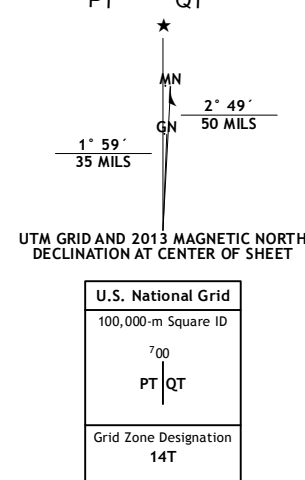 PT QT
★
MN
GN
2° 49´
50 MILS
1° 59´
35 MILS
UTM GRID AND 2013 MAGNETIC NORTH
DECLINATION AT CENTER OF SHEET
U.S. National Grid
100,000-m Square ID
⁷00
PT QT
Grid Zone Designation
14T